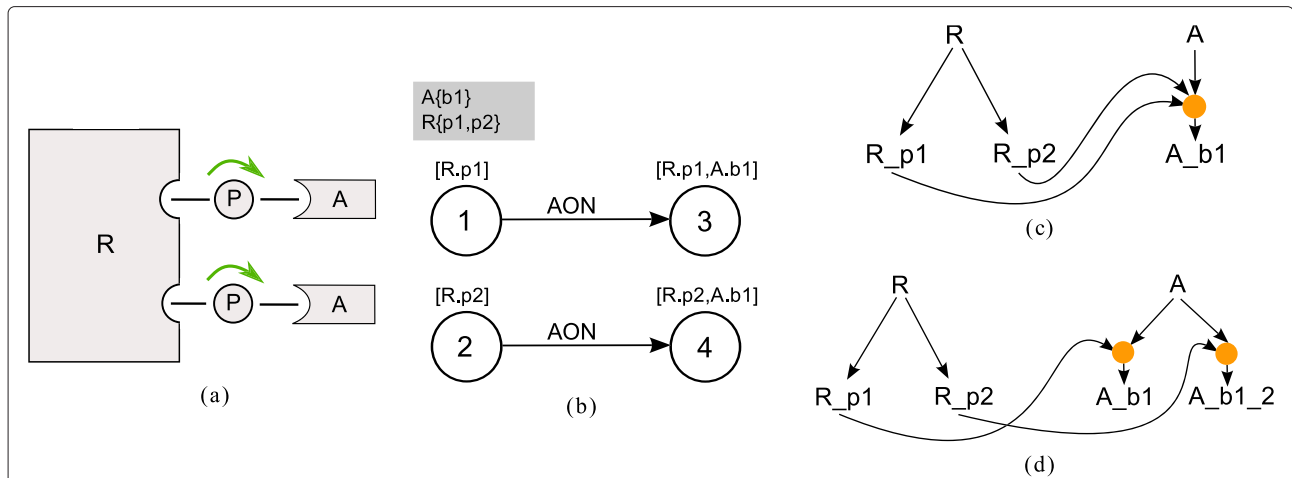 R
P
A
P
A
(a)
A{b1}
R{p1,p2}
[R.p1]
[R.p1,A.b1]
1
AON
3
[R.p2]
[R.p2,A.b1]
2
AON
4
(b)
R
A
R_p1
R_p2
A_b1
(c)
R
A
R_p1
R_p2
A_b1
A_b1_2
(d)